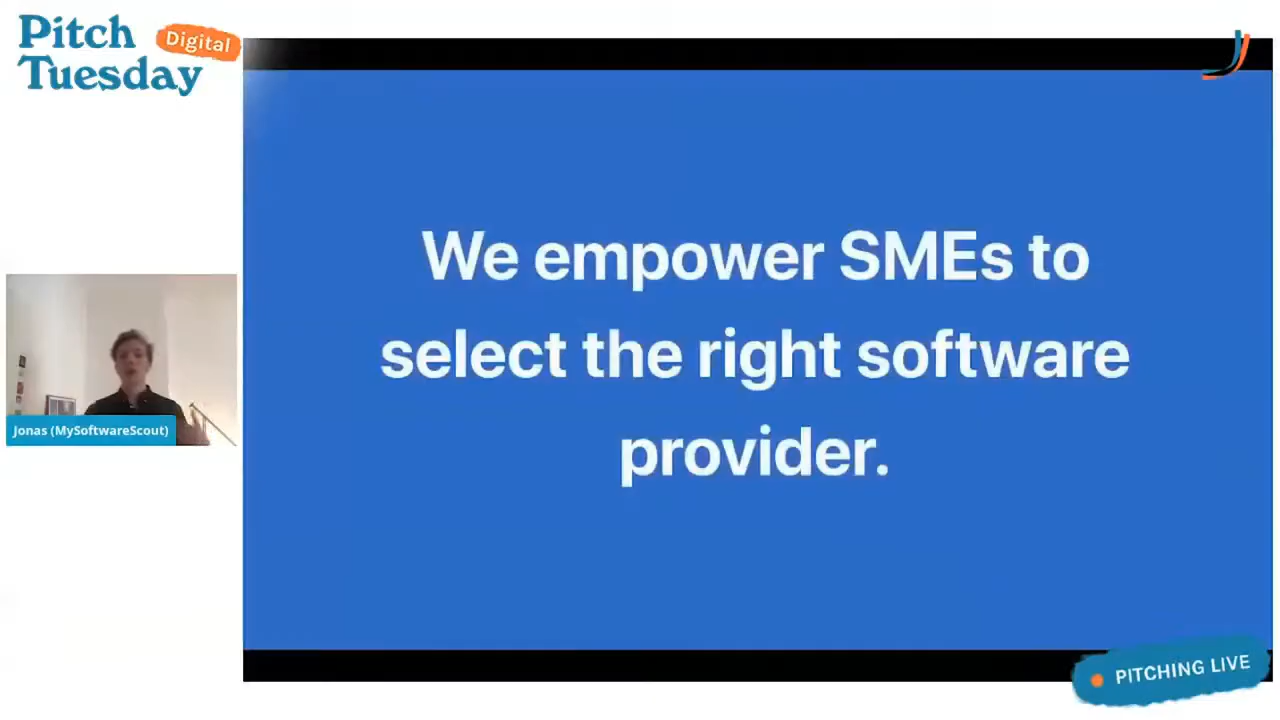 Pitch
Digital
Tuesday
We empower SMEs to
select the right software
provider.
Jonas (MySoftwareScout)
PITCHING LIVE